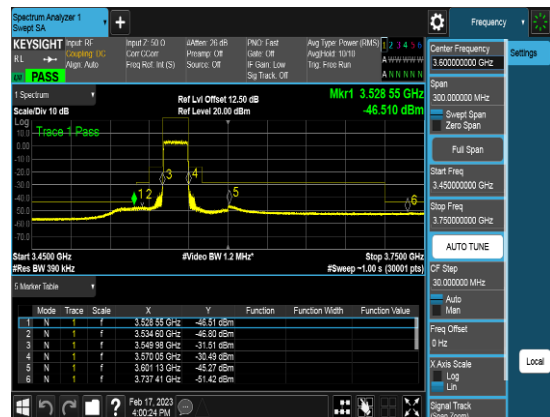 Spectrum Analyzer 1
Swept SA
Frequency
KEYSIGHT
Input: RF
Coupling: DC
Align: Auto
Input Z: 50 Ω
Corr CCorr
Freq Ref: Int (S)
#Atten: 26 dB
Preamp: Off
Source: Off
PNO: Fast
Gate: Off
IF Gain: Low
Sig Track: Off
Avg Type: Power (RMS)
Avg|Hold: 10/10
Trig: Free Run
1 2 3 4 5 6
A W W W W W
A N N N N N
RL
PASS
1 Spectrum
Scale/Div 10 dB
Ref Lvl Offset 12.50 dB
Ref Level 20.00 dBm
Mkr1 3.528 55 GHz
-46.510 dBm
Log
Trace 1 Pass
10.0
0.00
-10.0
-20.0
-30.0
-40.0
-50.0
-60.0
-70.0
1 2 3 4 5 6
Start 3.4500 GHz
#Res BW 390 kHz
#Video BW 1.2 MHz*
Stop 3.7500 GHz
#Sweep ~1.00 s (30001 pts)
5 Marker Table
Mode Trace Scale X Y Function Function Width Function Value
1 N 1 f 3.528 55 GHz -46.51 dBm
2 N 1 f 3.534 60 GHz -46.80 dBm
3 N 1 f 3.549 98 GHz -31.51 dBm
4 N 1 f 3.570 05 GHz -30.49 dBm
5 N 1 f 3.601 13 GHz -45.27 dBm
6 N 1 f 3.737 41 GHz -51.42 dBm
Feb 17, 2023
4:00:24 PM
Center Frequency
3.600000000 GHz
Settings
Span
300.000000 MHz
Swept Span
Zero Span
Full Span
Start Freq
3.450000000 GHz
Stop Freq
3.750000000 GHz
AUTO TUNE
CF Step
30.000000 MHz
Auto
Man
Freq Offset
0 Hz
X Axis Scale
Log
Lin
Local
Signal Track
(Span Zoom)